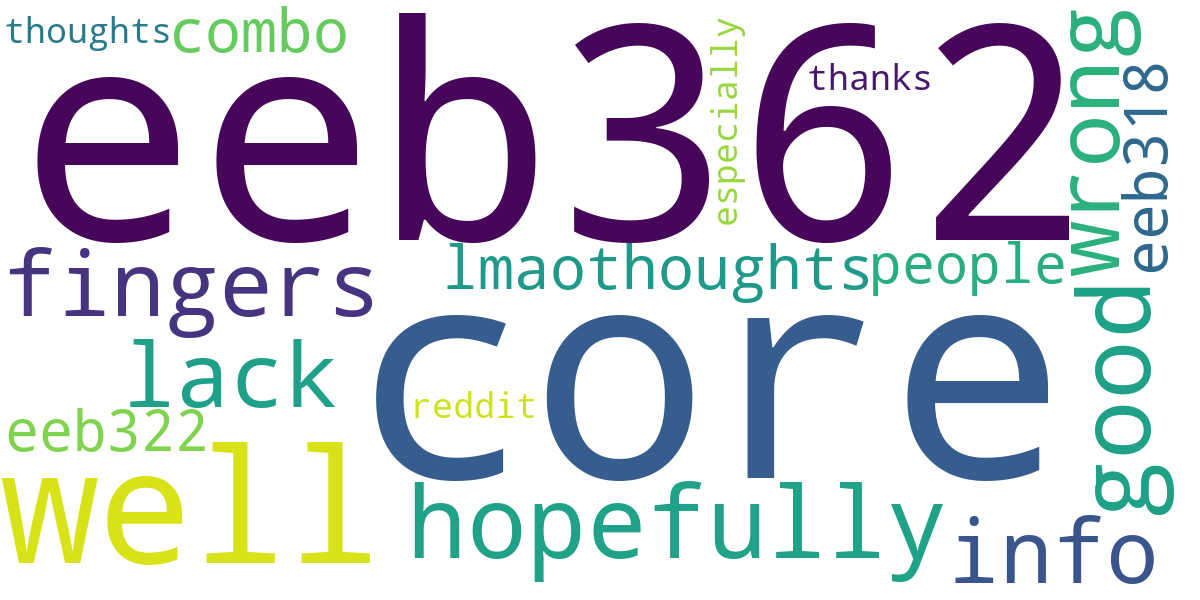 thoughts
combo
eeb362
especially
thanks
wrong
eeb318
fingers
lmaothoughts
people
core
lack
good
reddit
eeb322
well
hopefully
info